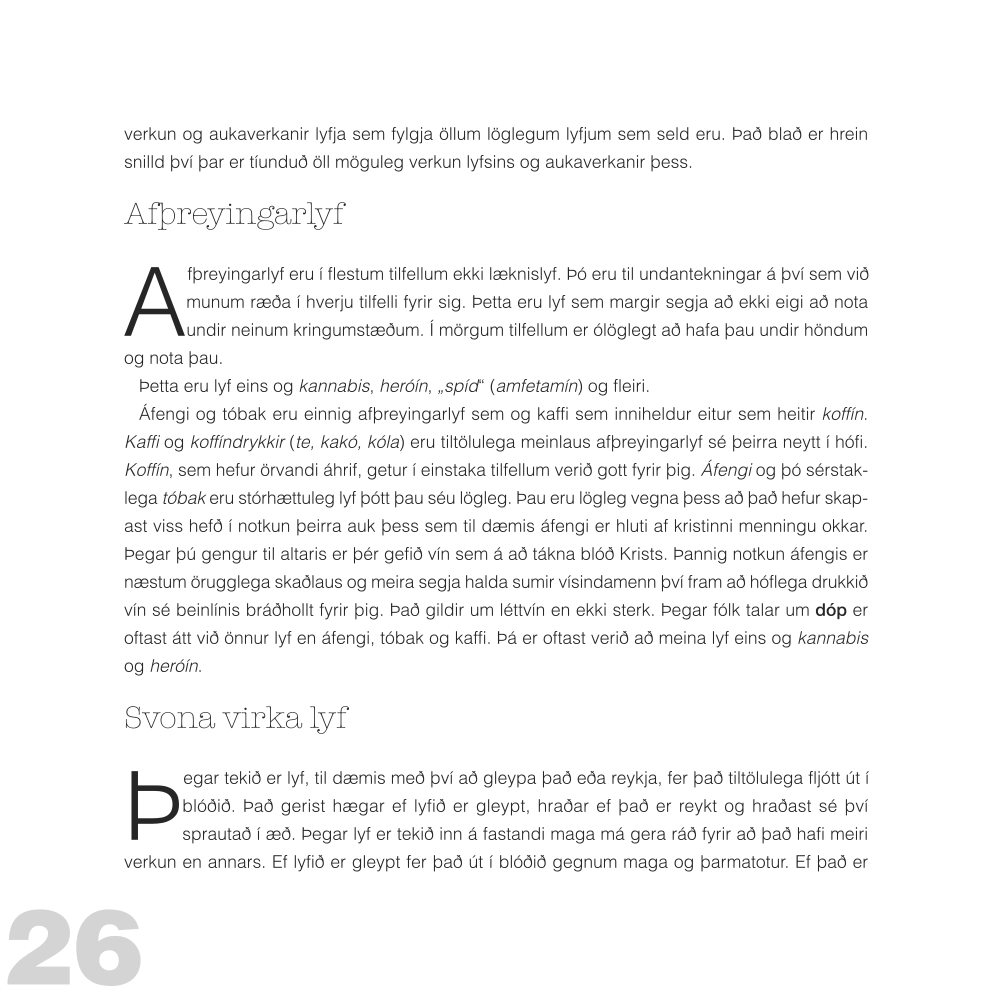 verkun og aukaverkanir lyfja sem fylgja öllum löglegum lyfjum sem seld eru. Það blað er hrein
snilld því þar er tíunduð öll möguleg verkun lyfsins og aukaverkanir þess.
Afþreyingarlyf
Afþreyingarlyf eru í flestum tilfellum ekki læknislyf. Þó eru til undantekningar á því sem við
munum ræða í hverju tilfelli fyrir sig. Þetta eru lyf sem margir segja að ekki eigi að nota
undir neinum kringumstæðum. Í mörgum tilfellum er ólöglegt að hafa þau undir höndum
og nota þau.
Þetta eru lyf eins og kannabis, heróín, „spíd“ (amfetamín) og fleiri.
Áfengi og tóbak eru einnig afþreyingarlyf sem og kaffi sem inniheldur eitur sem heitir koffín.
Kaffi og koffíndrykkir (te, kakó, kóla) eru tiltölulega meinlaus afþreyingarlyf sé þeirra neytt í hófi.
Koffín, sem hefur örvandi áhrif, getur í einstaka tilfellum verið gott fyrir þig. Áfengi og þó sérstak-
lega tóbak eru stórhættuleg lyf þótt þau séu lögleg. Þau eru lögleg vegna þess að það hefur skap-
ast viss hefð í notkun þeirra auk þess sem til dæmis áfengi er hluti af kristinni menningu okkar.
Þegar þú gengur til altaris er þér gefið vín sem á að tákna blóð Krists. Þannig notkun áfengis er
næstum örugglega skaðlaus og meira segja halda sumir vísindamenn því fram að hóflega drukkið
vín sé beinlínis bráðhollt fyrir þig. Það gildir um léttvín en ekki sterk. Þegar fólk talar um dóp er
oftast átt við önnur lyf en áfengi, tóbak og kaffi. Þá er oftast verið að meina lyf eins og kannabis
og heróín.
Svona virka lyf
Þegar tekið er lyf, til dæmis með því að gleypa það eða reykja, fer það tiltölulega fljótt út í
blóðið. Það gerist hægar ef lyfið er gleypt, hraðar ef það er reykt og hraðast sé því
sprautað í æð. Þegar lyf er tekið inn á fastandi maga má gera ráð fyrir að það hafi meiri
verkun en annars. Ef lyfið er gleypt fer það út í blóðið gegnum maga og þarmatotur. Ef það er
26